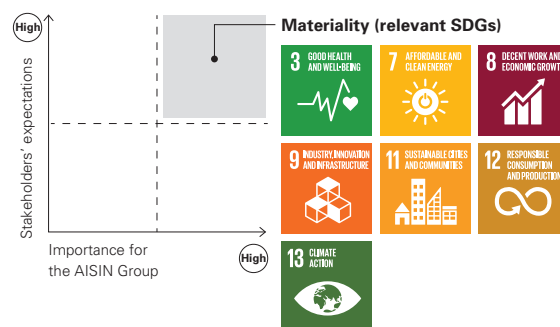 High
Stakeholders' expectations
Importance for
the AISIN Group
High
Materiality (relevant SDGs)
3 GOOD HEALTH
AND WELL-BEING
7 AFFORDABLE AND
CLEAN ENERGY
8 DECENT WORK AND
ECONOMIC GROWT
9 INDUSTRY, INNOVATION
AND INFRASTRUCTURE
11 SUSTAINABLE CITIES
AND COMMUNITIES
12 RESPONSIBLE
CONSUMPTION
AND PRODUCTION
13 CLIMATE
ACTION